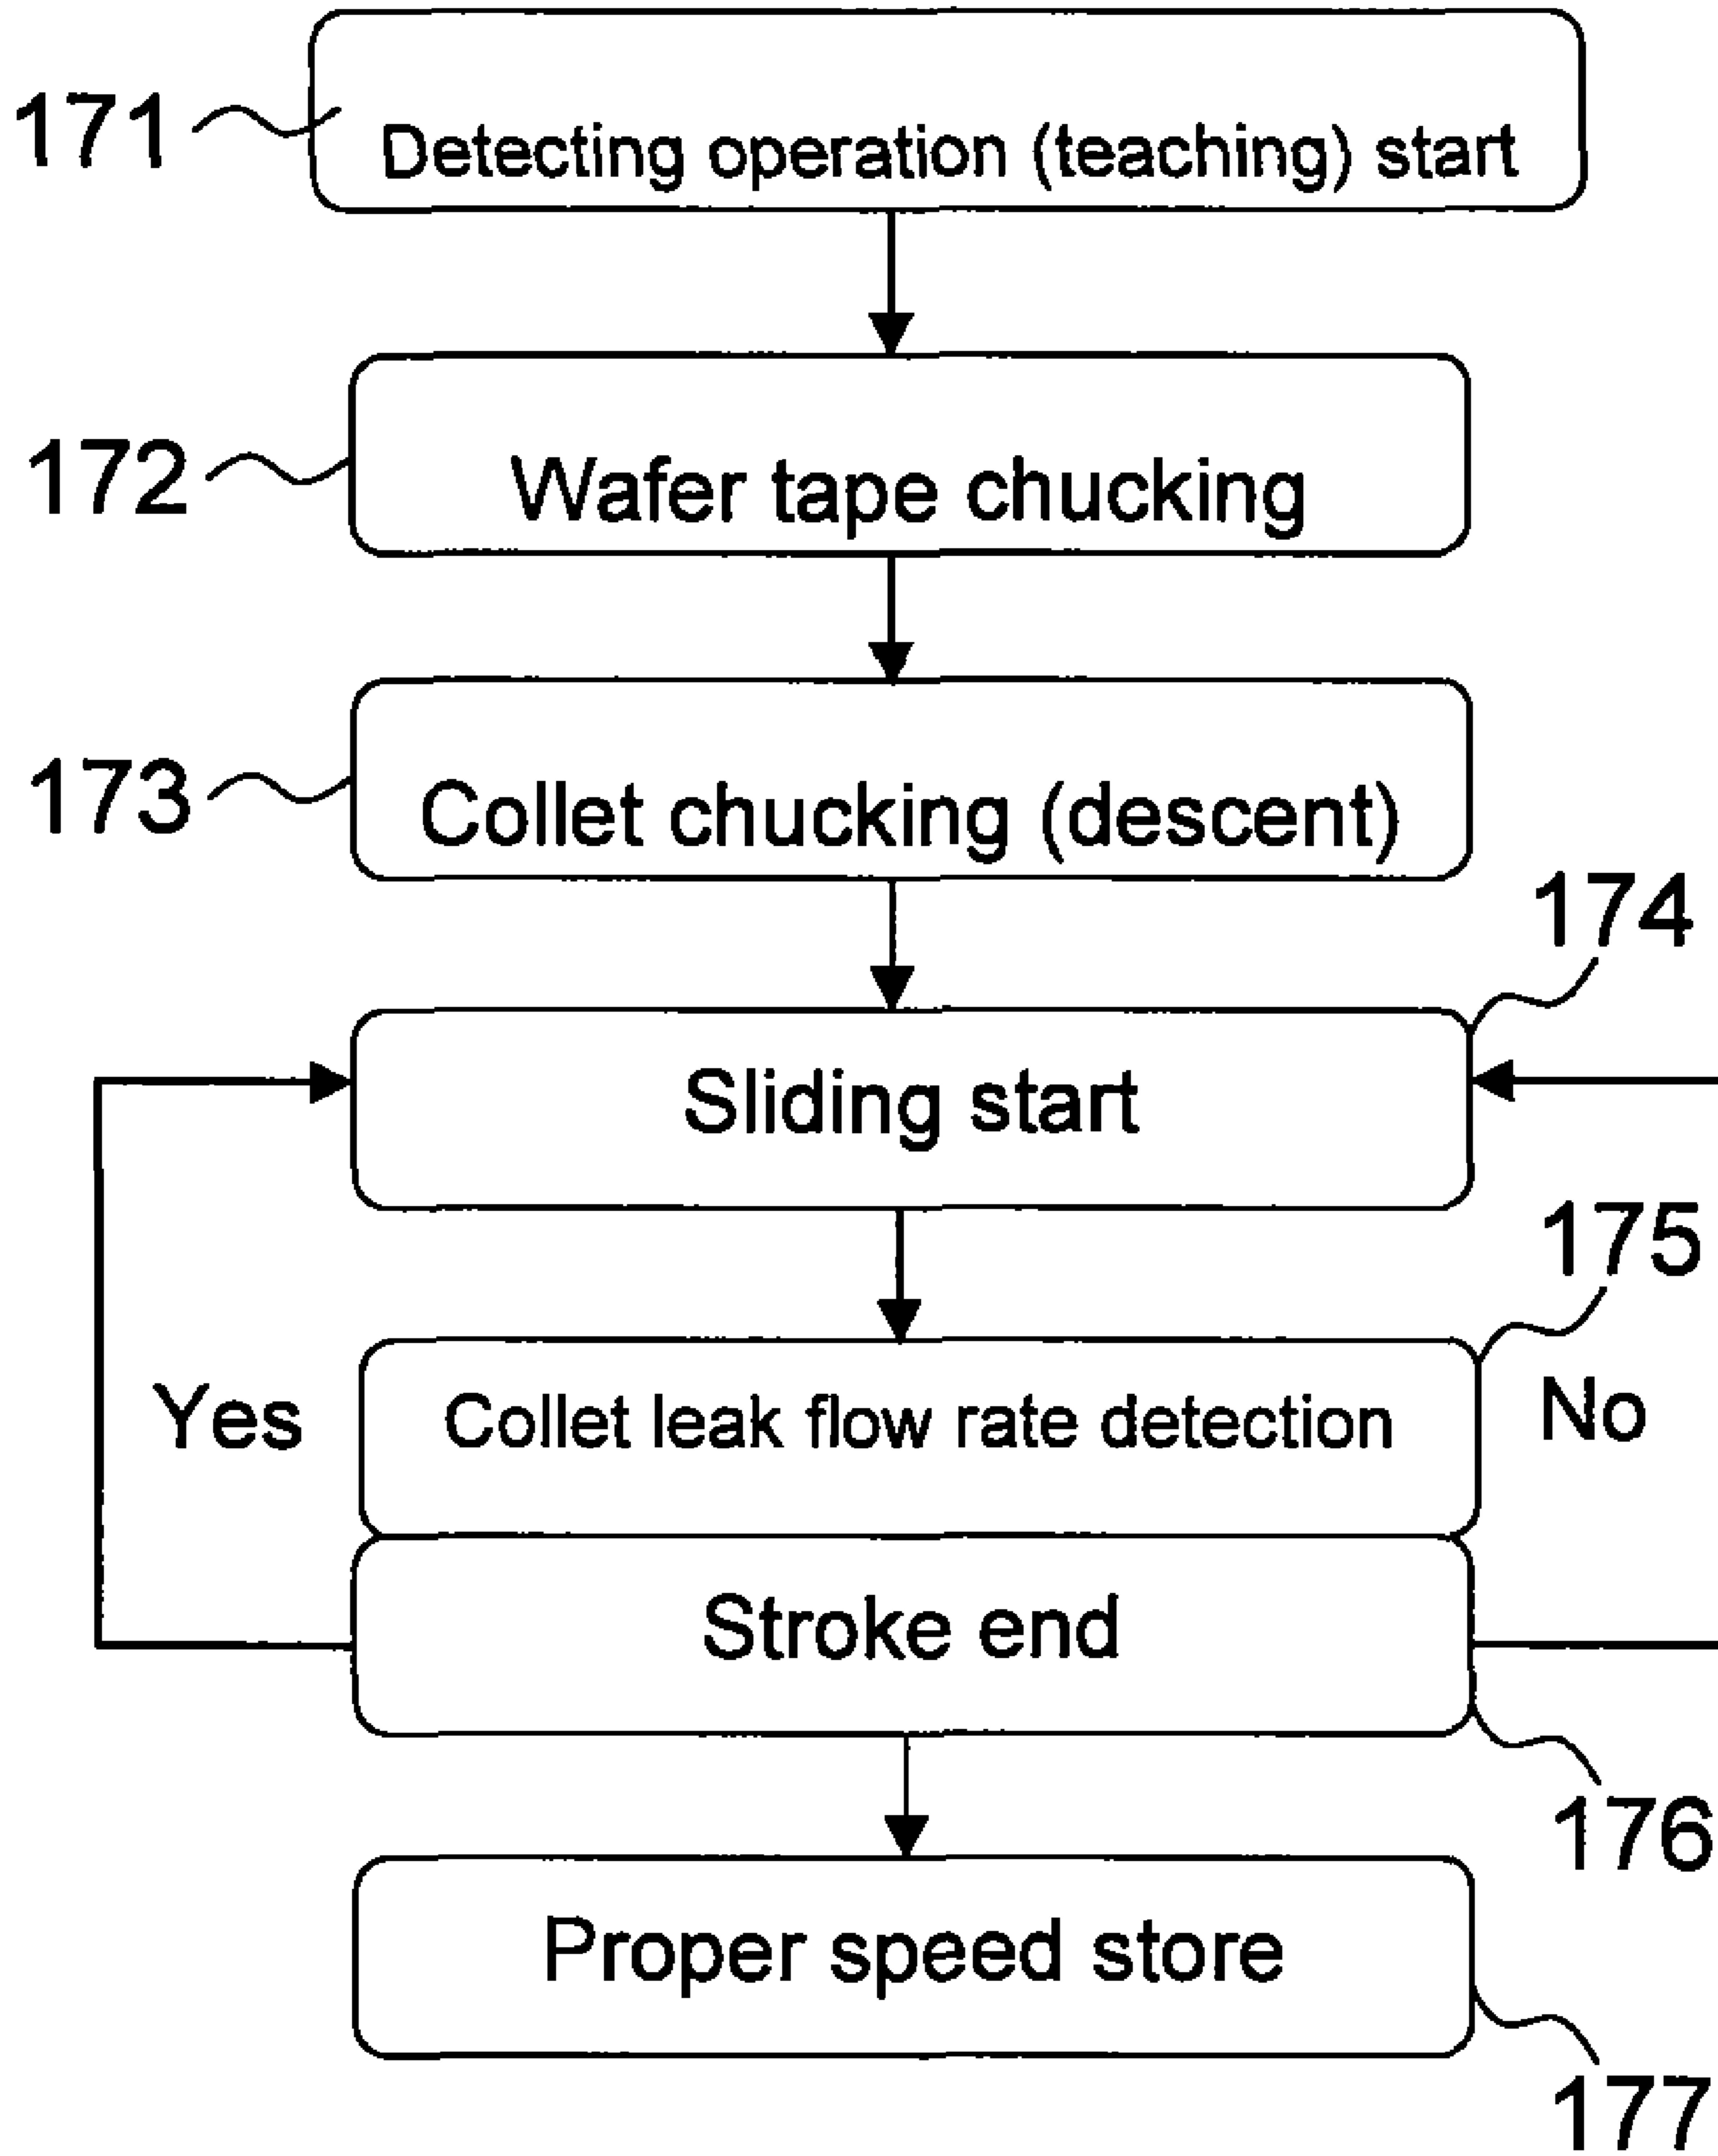 171
Detecting operation (teaching) start
172
Wafer tape chucking
173
Collet chucking (descent)
174
Sliding start
175
Yes
Collet leak flow rate detection
No
Stroke end
176
Proper speed store
177